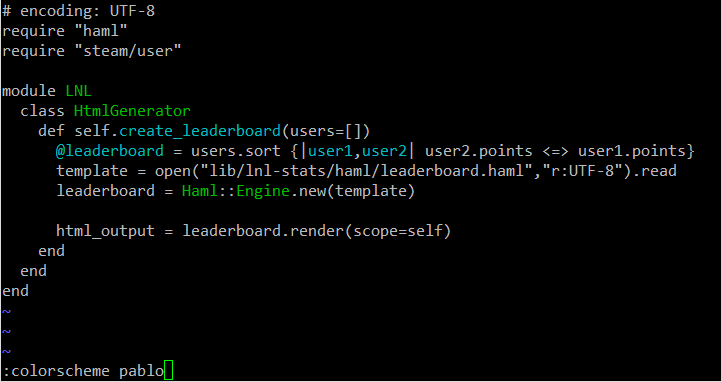 # encoding: UTF-8
require "haml"
require "steam/user"

module LNL
  class HtmlGenerator
    def self.create_leaderboard(users=[])
      @leaderboard = users.sort {|user1,user2| user2.points <=> user1.points}
      template = open("lib/lnl-stats/haml/leaderboard.haml","r:UTF-8").read
      leaderboard = Haml::Engine.new(template)

      html_output = leaderboard.render(scope=self)
    end
  end
end
~
~
~
:colorscheme pablo